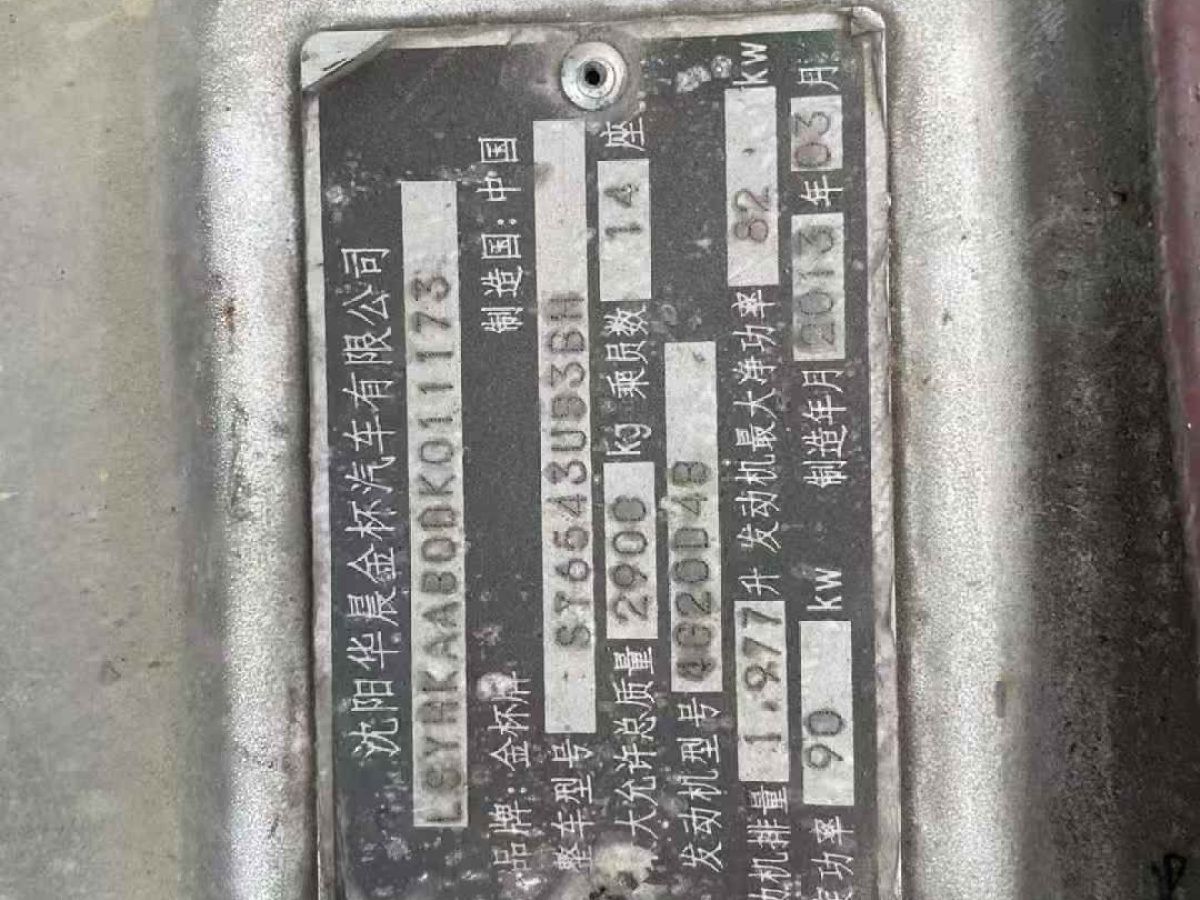 沈阳华晨金杯汽车有限公司
LSYAKAAB0DK011173
品牌:金杯牌 制造国:中国
整车型号 SY6543US3BH
大允许总质量 2900 kg 乘员数 14 座
发动机型号 4G20D4B
动机排量 1.977 升 发动机最大净功率 82 kw
定功率 90 kw 制造年月 2013 年 03 月